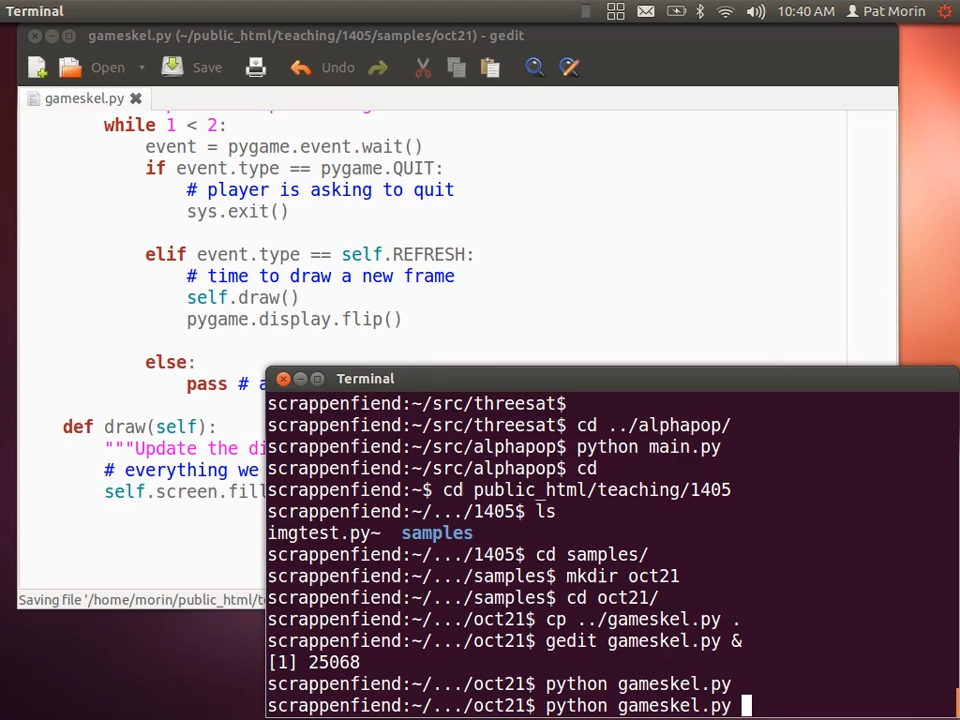 Terminal
10:40 AM
Pat Morin
gameskel.py (~/public_html/teaching/1405/samples/oct21) - gedit
Open
Save
Undo
gameskel.py
while 1 < 2:
event = pygame.event.wait()
if event.type == pygame.QUIT:
# player is asking to quit
sys.exit()
elif event.type == self.REFRESH:
# time to draw a new frame
self.draw()
pygame.display.flip()
else:
pass # a
def draw(self):
"""Update the di
# everything we
self.screen.fill
Saving file '/home/morin/public_html/t
Terminal
scrappenfiend:~/src/threesat$
scrappenfiend:~/src/threesat$ cd ../alphapop/
scrappenfiend:~/src/alphapop$ python main.py
scrappenfiend:~/src/alphapop$ cd
scrappenfiend:~$ cd public_html/teaching/1405
scrappenfiend:~/.../1405$ ls
imgtest.py~ samples
scrappenfiend:~/.../1405$ cd samples/
scrappenfiend:~/.../samples$ mkdir oct21
scrappenfiend:~/.../samples$ cd oct21/
scrappenfiend:~/.../oct21$ cp ../gameskel.py .
scrappenfiend:~/.../oct21$ gedit gameskel.py &
[1] 25068
scrappenfiend:~/.../oct21$ python gameskel.py
scrappenfiend:~/.../oct21$ python gameskel.py